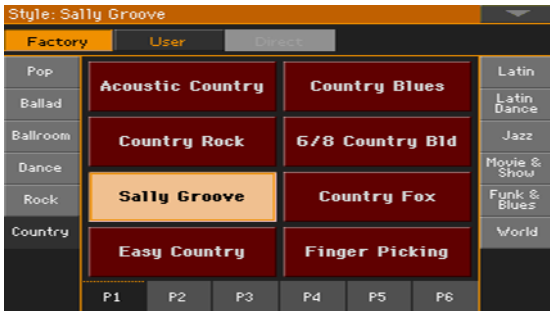 Style: Sally Groove
Factory
User
Direct
Pop
Ballad
Ballroom
Dance
Rock
Country
Acoustic Country
Country Blues
Country Rock
6/8 Country Bld
Sally Groove
Country Fox
Easy Country
Finger Picking
Latin
Latin
Dance
Jazz
Movie &
Show
Funk &
Blues
World
P1
P2
P3
P4
P5
P6